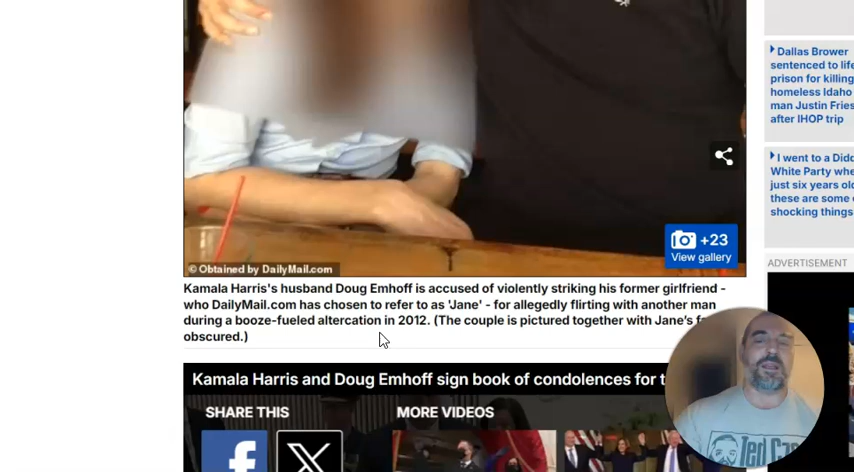 Dallas Brower
sentenced to life
prison for killing
homeless Idaho
man Justin Fries
after IHOP trip
I went to a Didd
White Party whe
just six years old
these are some o
shocking things
+23
View gallery
© Obtained by DailyMail.com
ADVERTISEMENT
Kamala Harris's husband Doug Emhoff is accused of violently striking his former girlfriend -
who DailyMail.com has chosen to refer to as 'Jane' - for allegedly flirting with another man
during a booze-fueled altercation in 2012. (The couple is pictured together with Jane's f
obscured.)
Kamala Harris and Doug Emhoff sign book of condolences for t
SHARE THIS
MORE VIDEOS
Ted